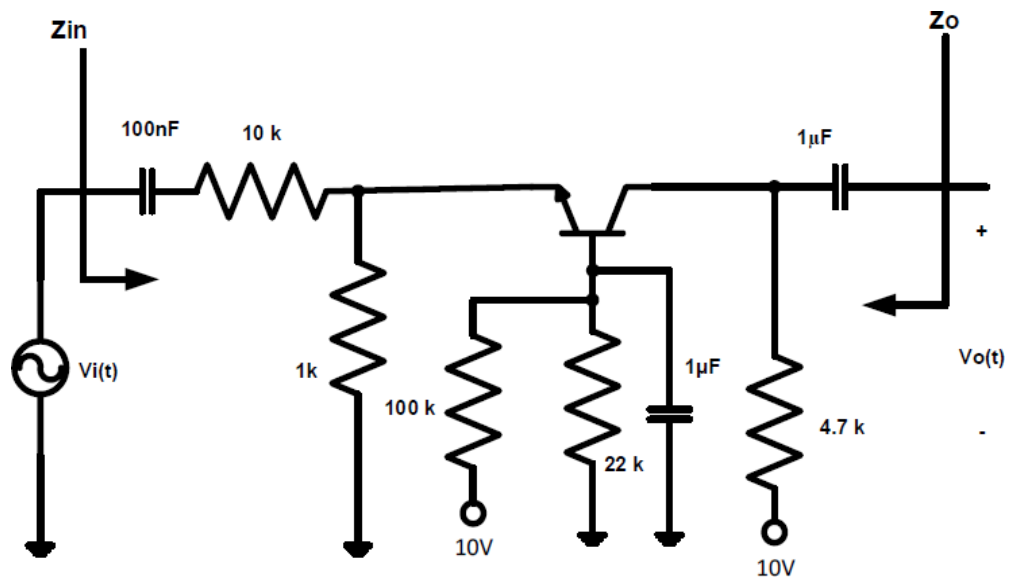 Zin
Zo
100nF
10 k
1µF
+
Vi(t)
1k
100 k
22 k
1µF
4.7 k
Vo(t)
-
10V
10V